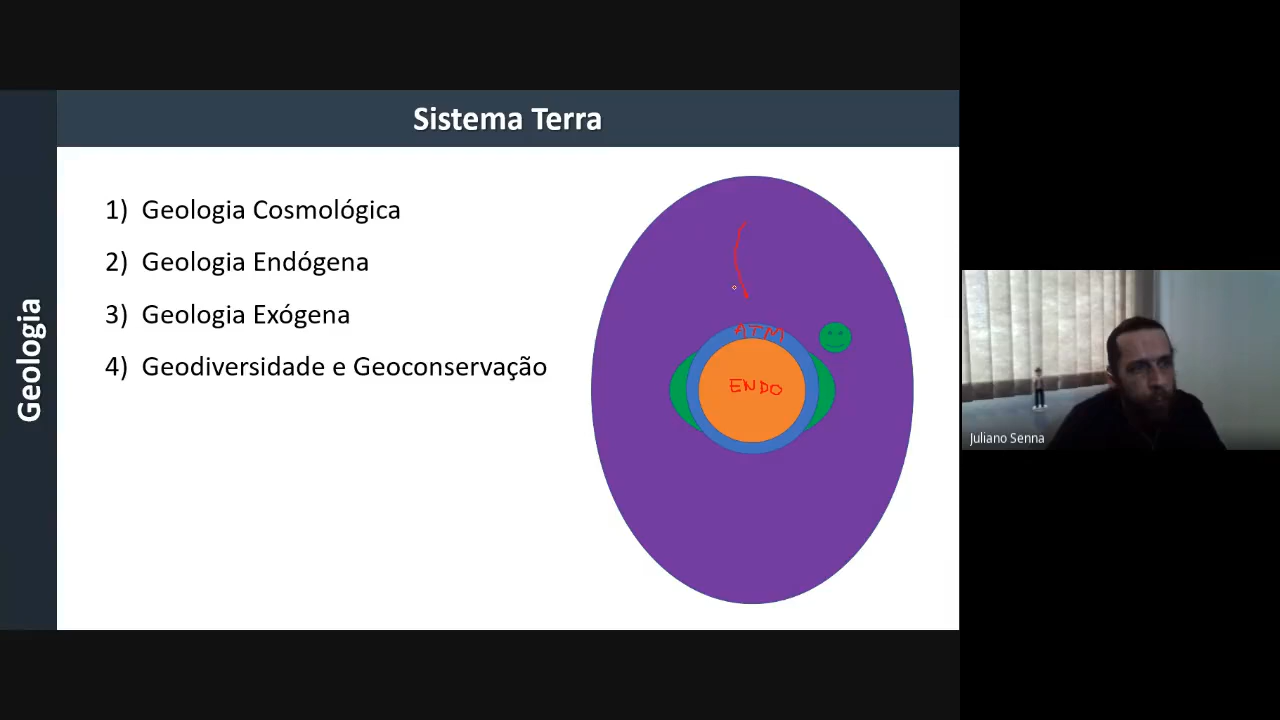 Sistema Terra
Geologia
1) Geologia Cosmológica
2) Geologia Endógena
3) Geologia Exógena
4) Geodiversidade e Geoconservação
ATM
ENDO
Juliano Senna